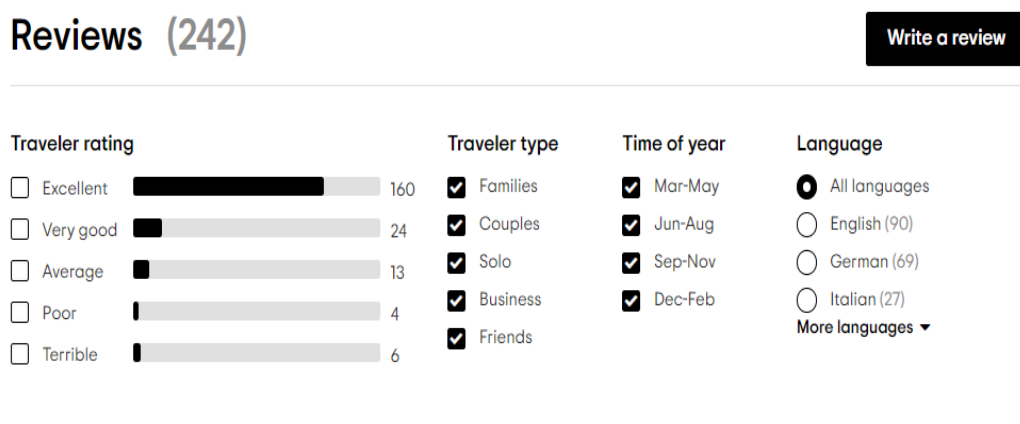 Reviews (242)
Write a review
Traveler rating
Excellent 160
Very good 24
Average 13
Poor 4
Terrible 6
Traveler type
Families
Couples
Solo
Business
Friends
Time of year
Mar-May
Jun-Aug
Sep-Nov
Dec-Feb
Language
All languages
English (90)
German (69)
Italian (27)
More languages